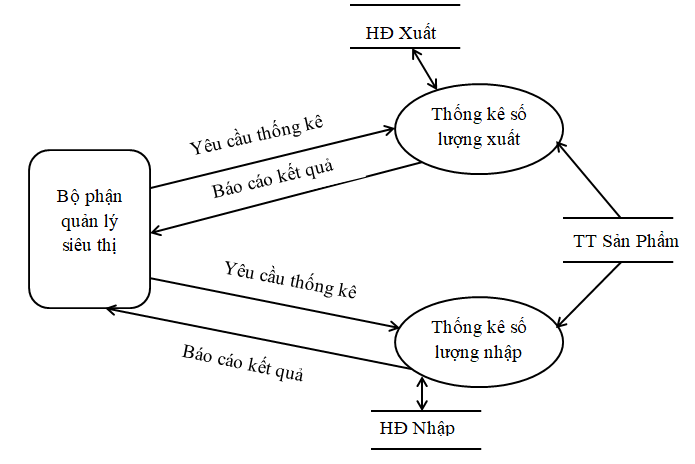 HĐ Xuất
Thống kê số
lượng xuất
Yêu cầu thống kê
Báo cáo kết quả
Bộ phận
quản lý
siêu thị
TT Sản Phẩm
Yêu cầu thống kê
Thống kê số
lượng nhập
Báo cáo kết quả
HĐ Nhập